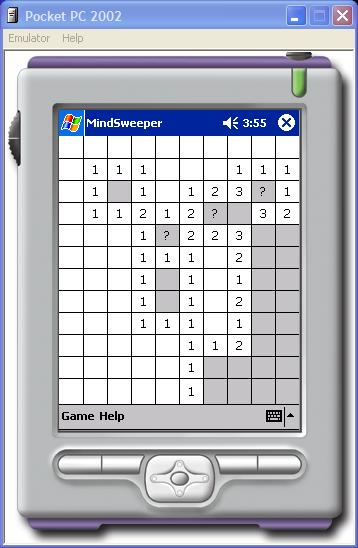 Pocket PC 2002
Emulator Help
MindSweeper 3:55
1 1 1 1 1 1
1 1 1 2 3 ? 1
1 1 2 1 2 ? 3 2
1 ? 2 2 3
1 1 1 2
1 1 1
1 1 2
1 1 1 1
1 1 2
1
1
Game Help